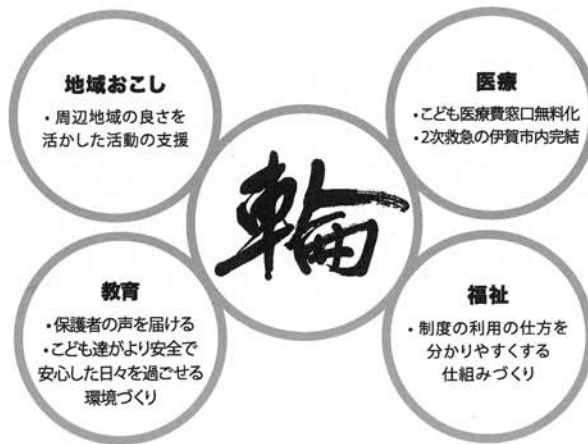 地域おこし
・周辺地域の良さを
活かした活動の支援
医療
・こども医療費窓口無料化
・2次救急の伊賀市内完結
輪
教育
・保護者の声を届ける
・こども達がより安全で
安心した日々を過ごせる
環境づくり
福祉
・制度の利用の仕方を
分かりやすくする
仕組みづくり